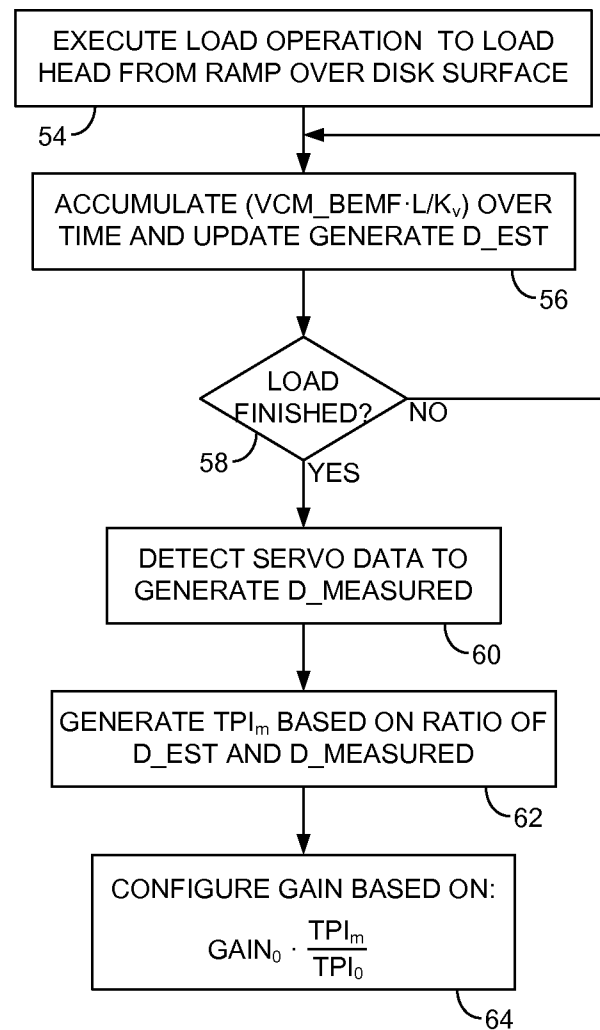 EXECUTE LOAD OPERATION TO LOAD
HEAD FROM RAMP OVER DISK SURFACE
54
ACCUMULATE (VCM_BEMF·L/Kᵥ) OVER
TIME AND UPDATE GENERATE D_EST
56
LOAD
FINISHED?
NO
58
YES
DETECT SERVO DATA TO
GENERATE D_MEASURED
60
GENERATE TPIₘ BASED ON RATIO OF
D_EST AND D_MEASURED
62
CONFIGURE GAIN BASED ON:
GAIN₀ · TPIₘ
TPI₀
64